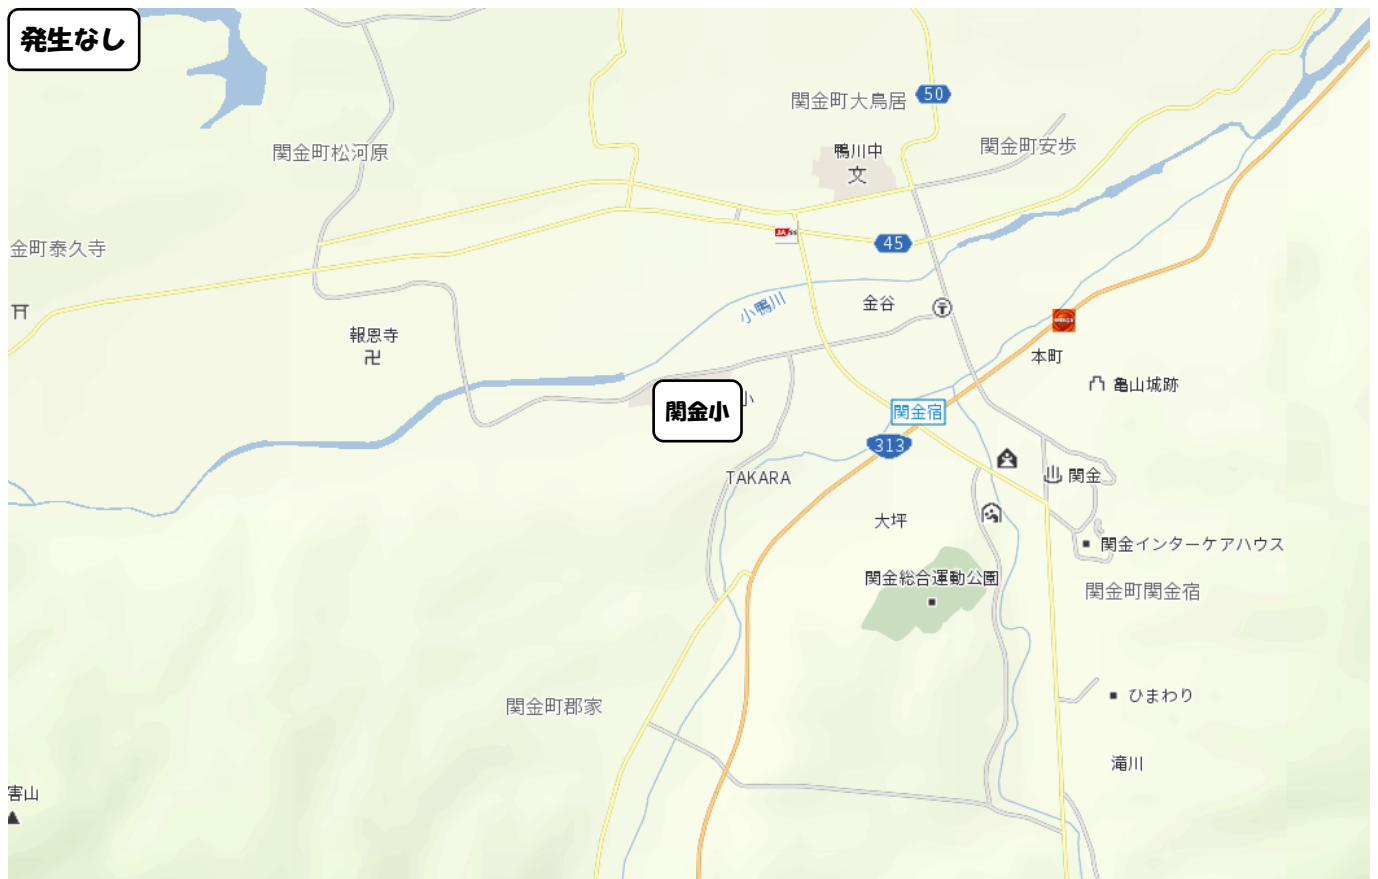 発生なし
関金町大鳥居
50
関金町松河原
鴨川中
文
関金町安歩
金町泰久寺
JA
45
小鴨川
金谷
報恩寺
本町
亀山城跡
関金小
小
関金宿
313
TAKARA
関金
大坪
関金インターケアハウス
関金総合運動公園
関金町関金宿
ひまわり
関金町郡家
滝川
害山